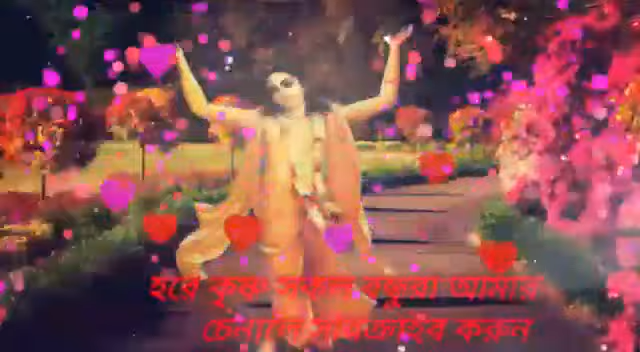 হরে কৃষ্ণ সকল বন্ধুরা আমার
চেনালে সাবস্ক্রাইব করুন